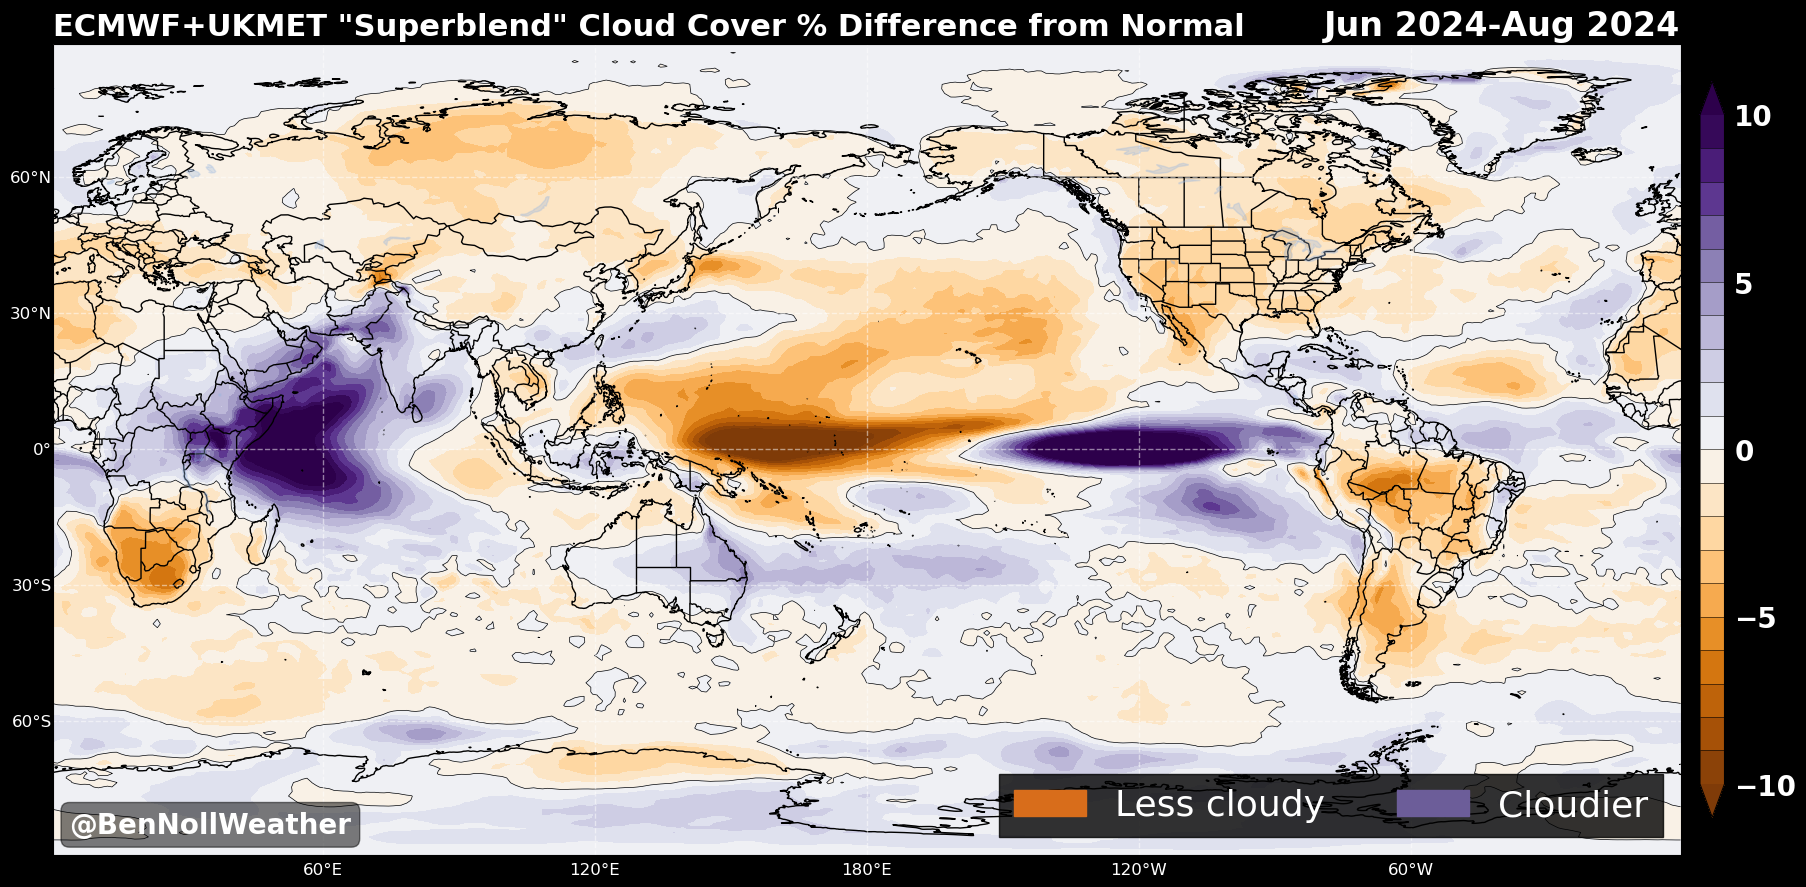 ECMWF+UKMET "Superblend" Cloud Cover % Difference from Normal
Jun 2024-Aug 2024
10
5
0
−5
−10
60°N
30°N
0°
30°S
60°S
60°E
120°E
180°E
120°W
60°W
@BenNollWeather
Less cloudy
Cloudier